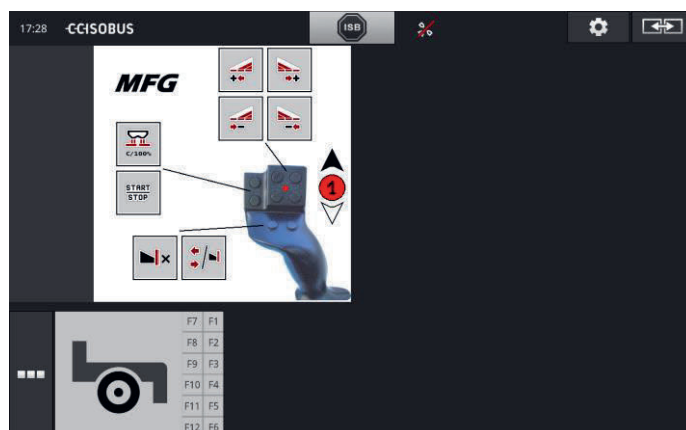 17:28 CCISOBUS ISB
MFG
C/100%
START
STOP
1
F7 F1
F8 F2
F9 F3
F10 F4
F11 F5
F12 F6